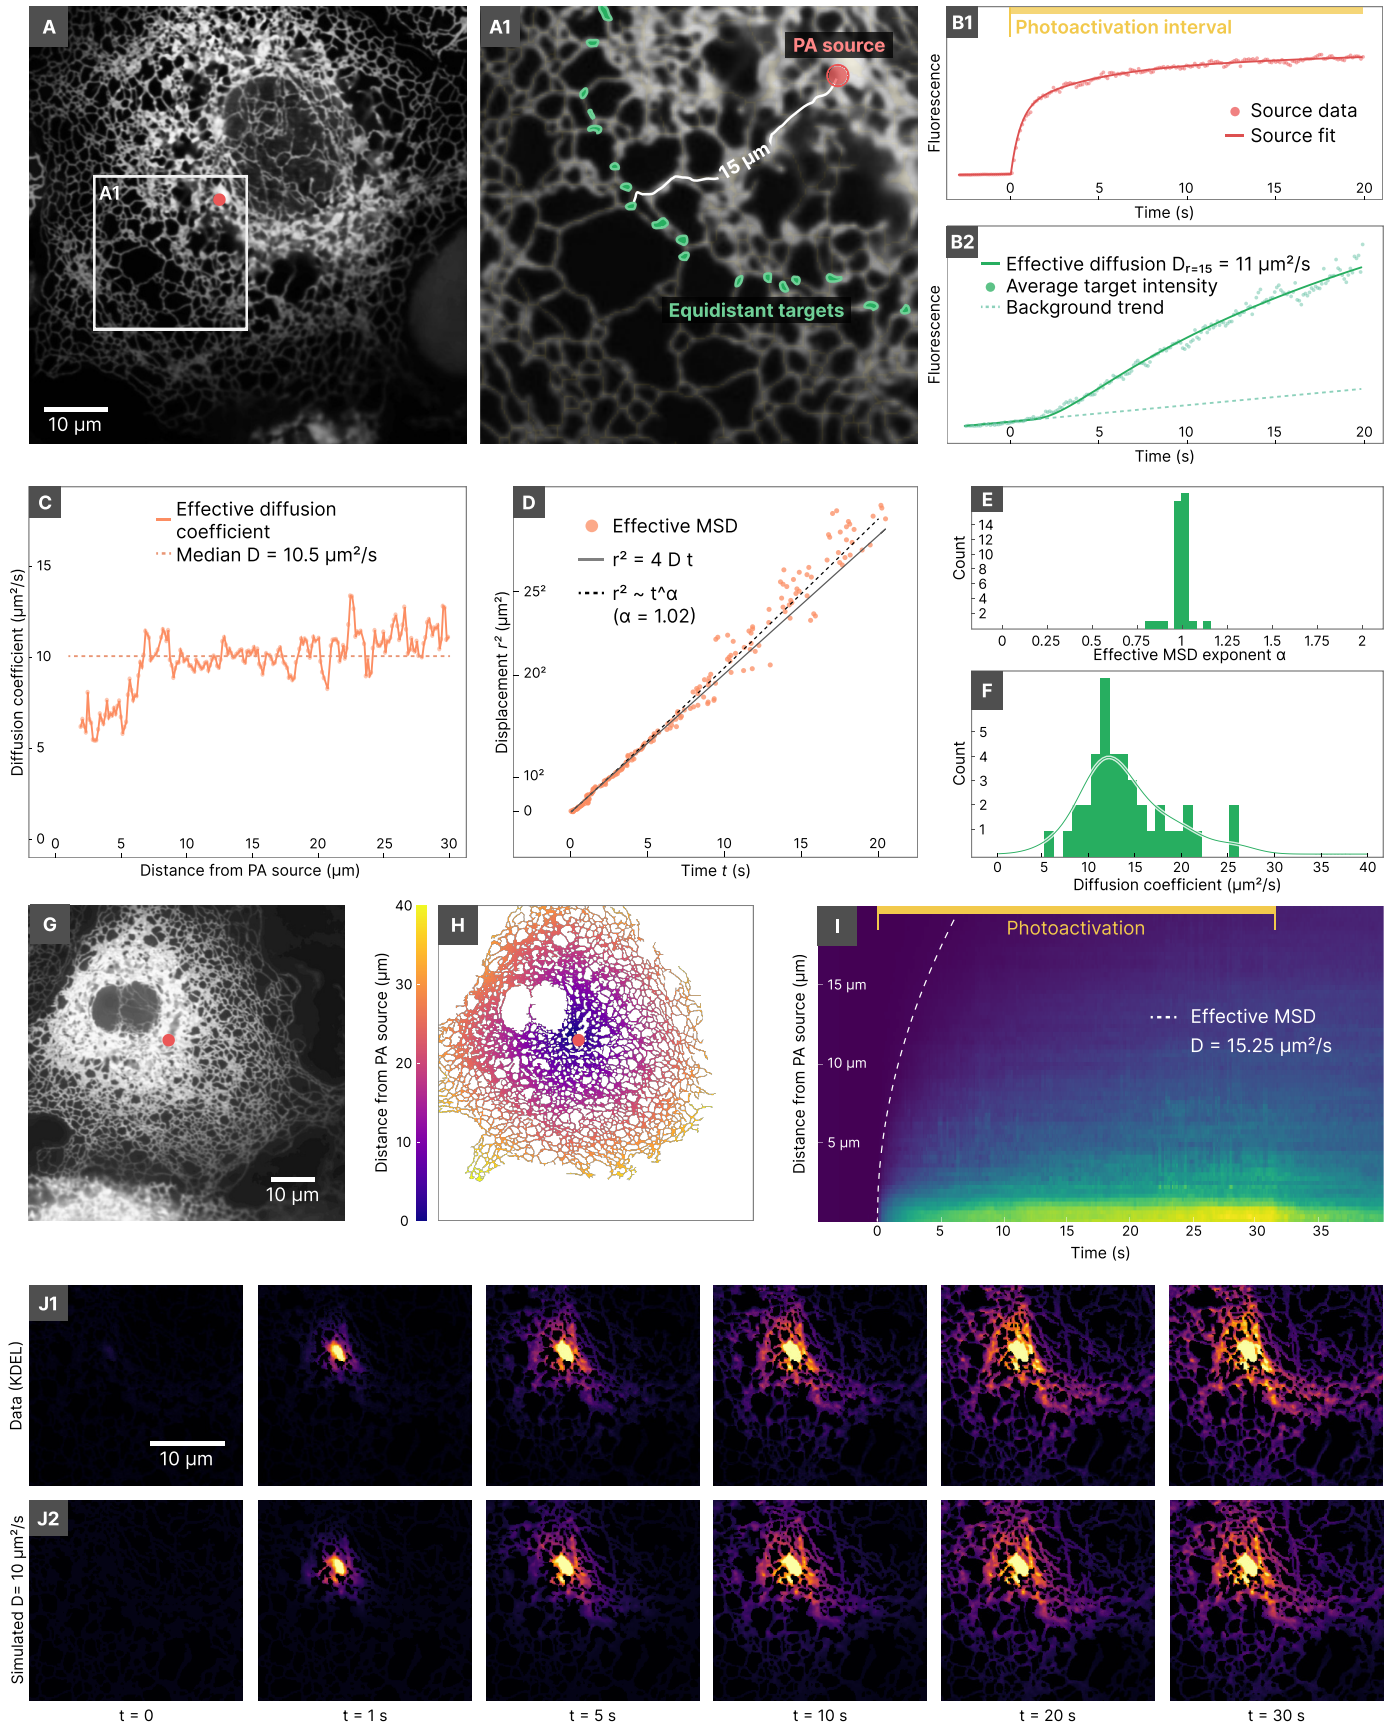 A
A1
10 µm
A1
PA source
15 µm
Equidistant targets
B1
Photoactivation interval
Fluorescence
Source data
Source fit
0 5 10 15 20
Time (s)
B2
Effective diffusion Dᵣ₌₁₅ = 11 µm²/s
Average target intensity
Background trend
Fluorescence
0 5 10 15 20
Time (s)
C
Effective diffusion
coefficient
Median D = 10.5 µm²/s
Diffusion coefficient (µm²/s)
15
10
5
0
0 5 10 15 20 25 30
Distance from PA source (µm)
D
Effective MSD
r² = 4 D t
r² ~ t^α
(α = 1.02)
Displacement r² (µm²)
25²
20²
10²
0
0 5 10 15 20
Time t (s)
E
Count
14
12
10
8
6
4
2
0 0.25 0.5 0.75 1 1.25 1.5 1.75 2
Effective MSD exponent α
F
Count
5
4
3
2
1
0 5 10 15 20 25 30 35 40
Diffusion coefficient (µm²/s)
G
10 µm
H
Distance from PA source (µm)
40
30
20
10
0
I
Photoactivation
Distance from PA source (µm)
15 µm
10 µm
5 µm
Effective MSD
D = 15.25 µm²/s
0 5 10 15 20 25 30 35
Time (s)
J1
Data (KDEL)
10 µm
J2
Simulated D= 10 µm²/s
t = 0 t = 1 s t = 5 s t = 10 s t = 20 s t = 30 s